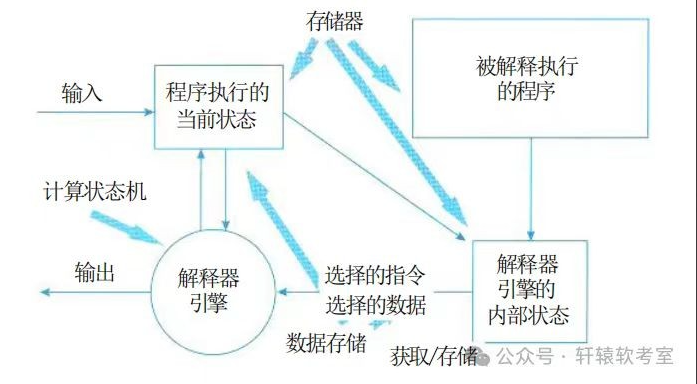 存储器
程序执行的
当前状态
被解释执行
的程序
输入
计算状态机
输出
解释器
引擎
选择的指令
选择的数据
解释器
引擎的
内部状态
数据存储
获取/存储
公众号·轩辕软考室